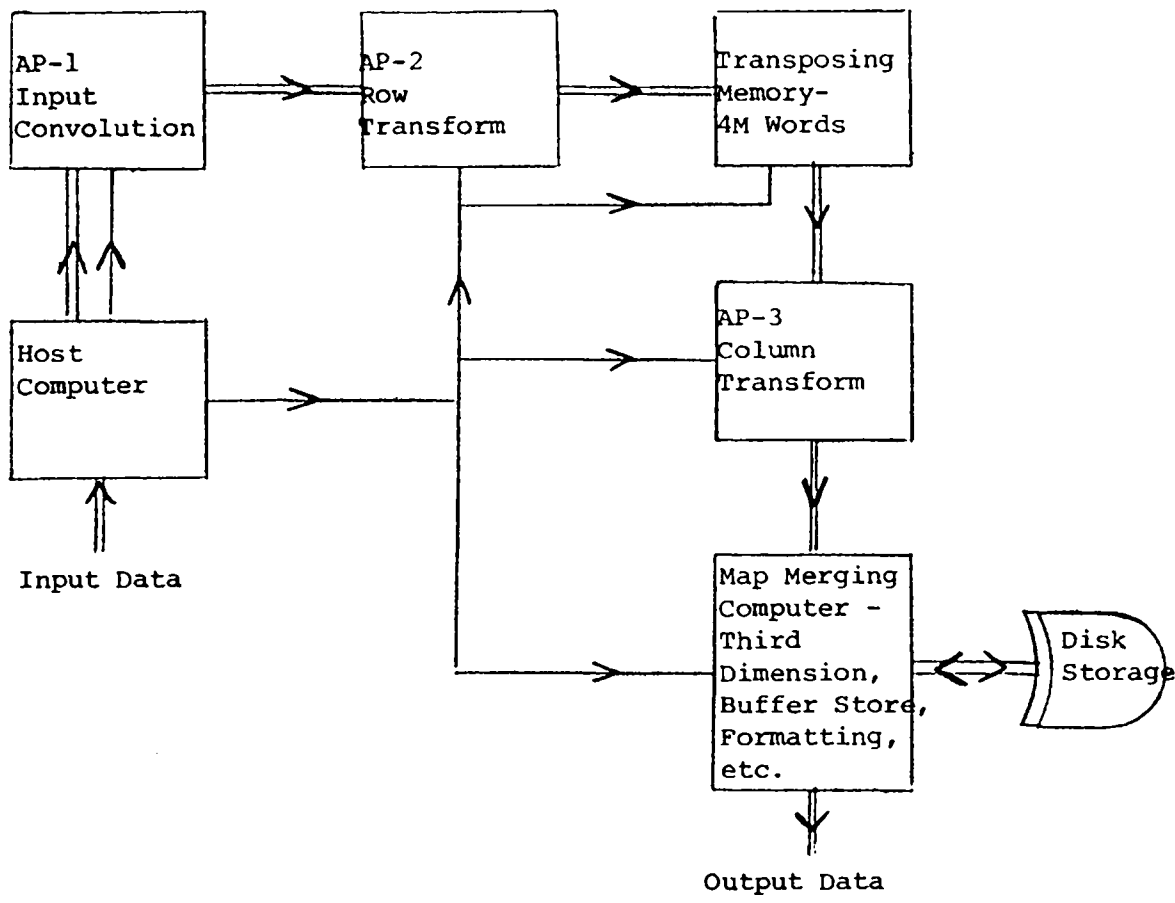 AP-1
Input
Convolution
AP-2
Row
Transform
Transposing
Memory-
4M Words
Host
Computer
AP-3
Column
Transform
Input Data
Map Merging
Computer -
Third
Dimension,
Buffer Store,
Formatting,
etc.
Disk
Storage
Output Data